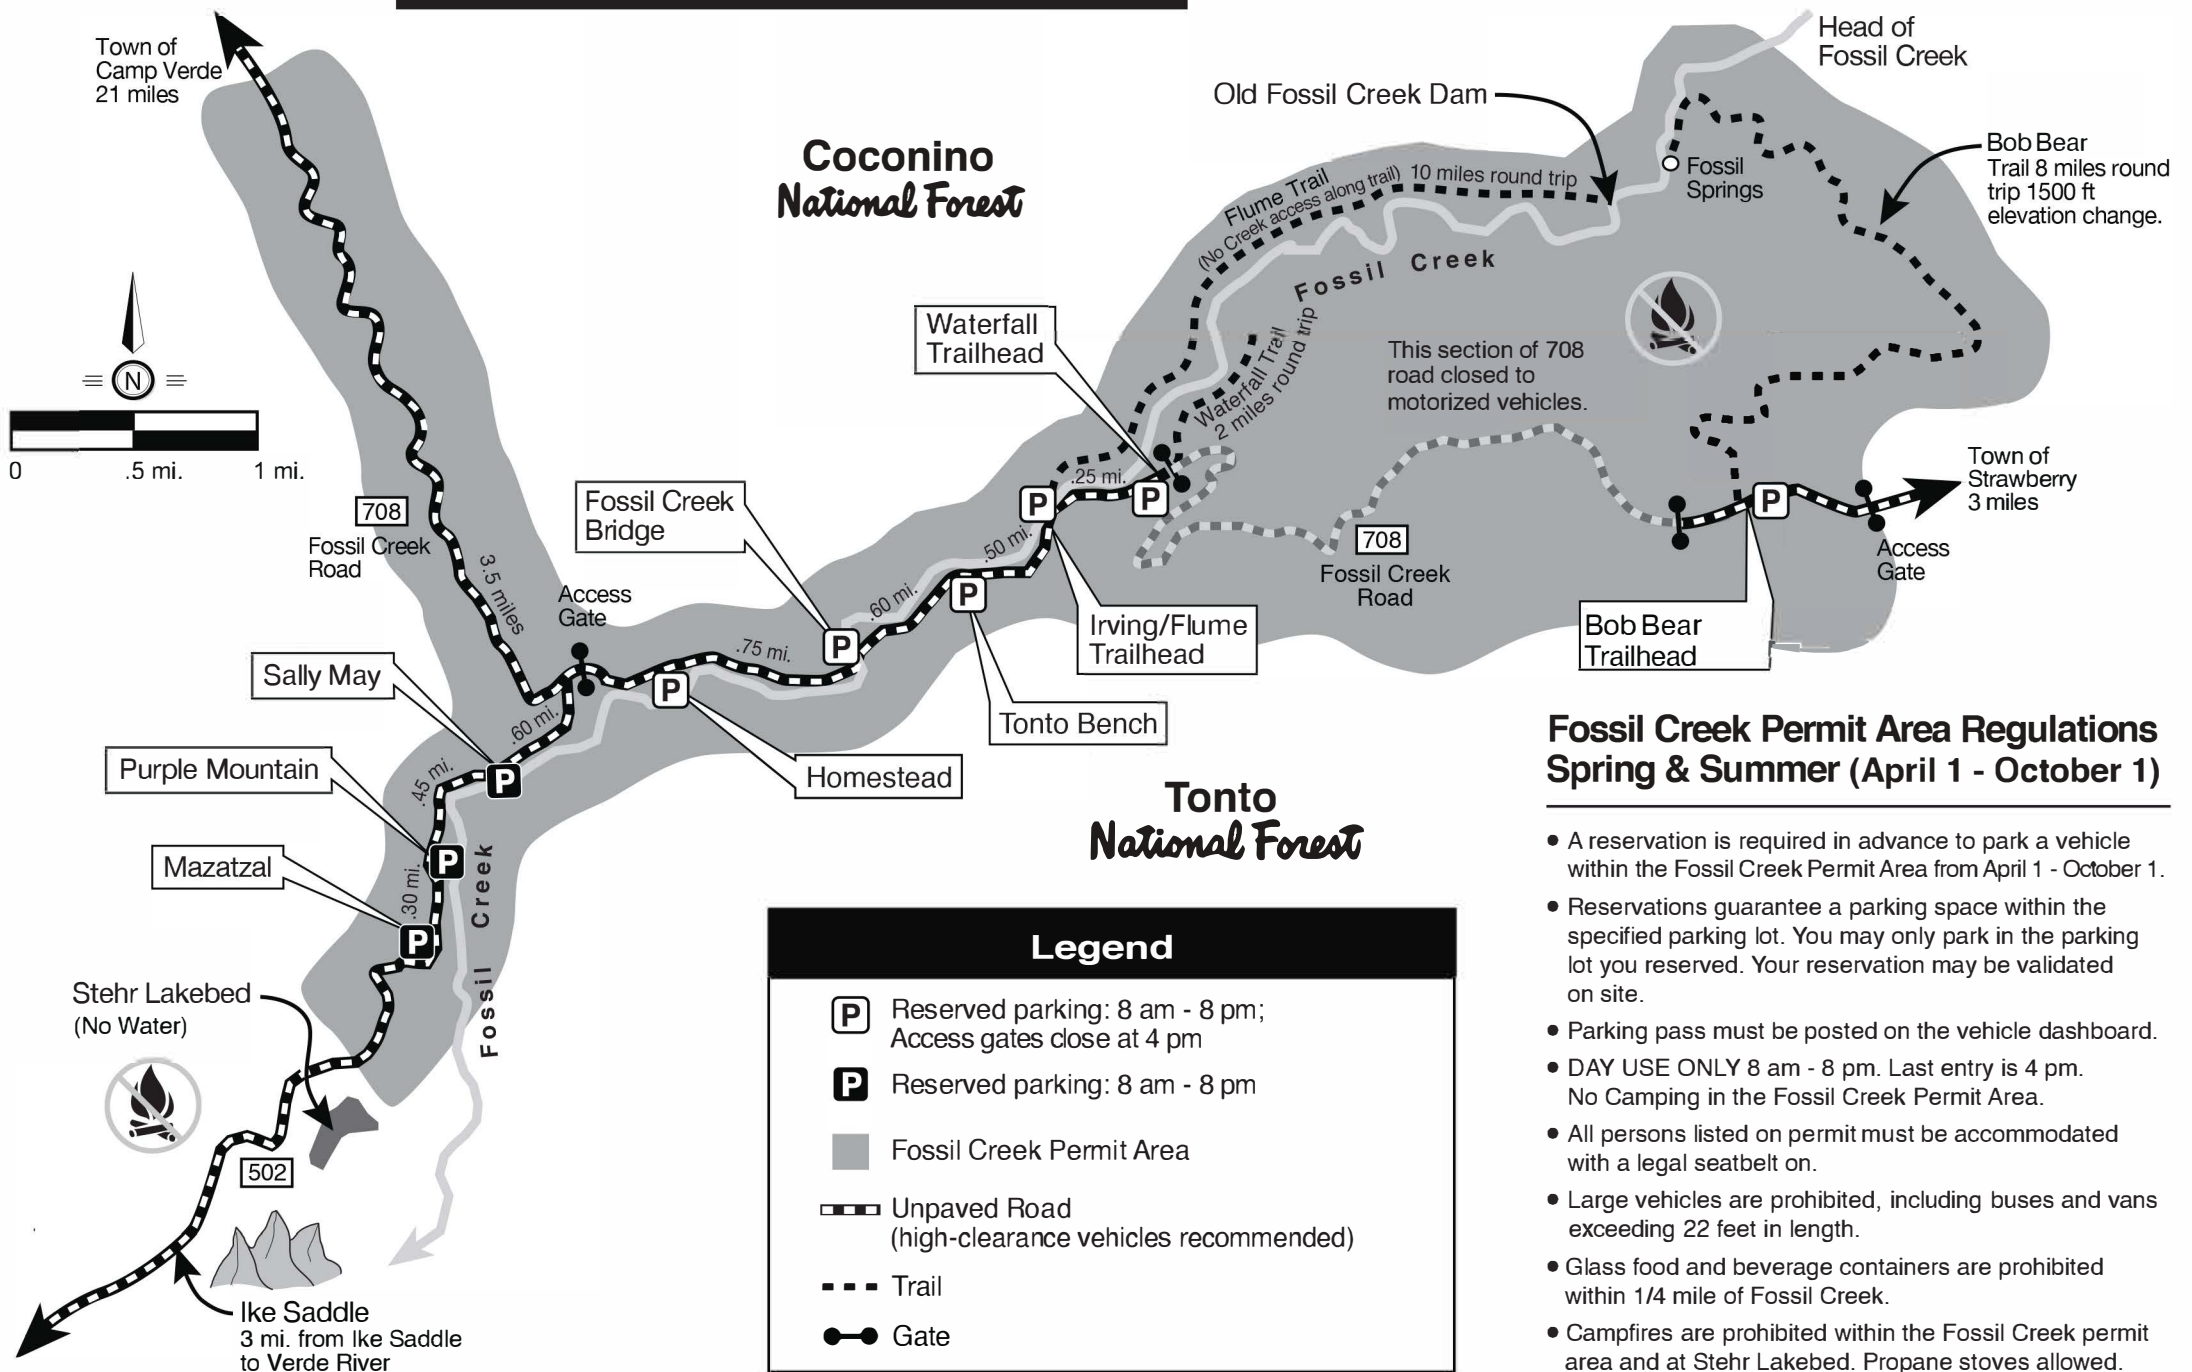 Town of
Camp Verde
21 miles
Coconino
National Forest
Old Fossil Creek Dam
Head of
Fossil Creek
Bob Bear
Trail 8 miles round
trip 1500 ft
elevation change.
Fossil
Springs
Flume Trail
(No Creek access along trail)
10 miles round trip
Fossil Creek
Waterfall
Trailhead
Waterfall Trail
2 miles round trip
This section of 708
road closed to
motorized vehicles.
N
0 .5 mi. 1 mi.
708
Fossil Creek
Road
3.5 miles
Fossil Creek
Bridge
Access
Gate
P
.25 mi.
P
.50 mi.
.60 mi.
P
P
.75 mi.
P
708
Fossil Creek
Road
P
Town of
Strawberry
3 miles
Access
Gate
Irving/Flume
Trailhead
Bob Bear
Trailhead
Tonto Bench
Homestead
Sally May
.60 mi.
P
Purple Mountain
.45 mi.
P
Mazatzal
.30 mi.
P
Fossil Creek
Stehr Lakebed
(No Water)
502
Ike Saddle
3 mi. from Ike Saddle
to Verde River
Tonto
National Forest
Legend
P Reserved parking: 8 am - 8 pm;
Access gates close at 4 pm
P Reserved parking: 8 am - 8 pm
Fossil Creek Permit Area
Unpaved Road
(high-clearance vehicles recommended)
Trail
Gate
Fossil Creek Permit Area Regulations
Spring & Summer (April 1 - October 1)
• A reservation is required in advance to park a vehicle
within the Fossil Creek Permit Area from April 1 - October 1.
• Reservations guarantee a parking space within the
specified parking lot. You may only park in the parking
lot you reserved. Your reservation may be validated
on site.
• Parking pass must be posted on the vehicle dashboard.
• DAY USE ONLY 8 am - 8 pm. Last entry is 4 pm.
No Camping in the Fossil Creek Permit Area.
• All persons listed on permit must be accommodated
with a legal seatbelt on.
• Large vehicles are prohibited, including buses and vans
exceeding 22 feet in length.
• Glass food and beverage containers are prohibited
within 1/4 mile of Fossil Creek.
• Campfires are prohibited within the Fossil Creek permit
area and at Stehr Lakebed. Propane stoves allowed.